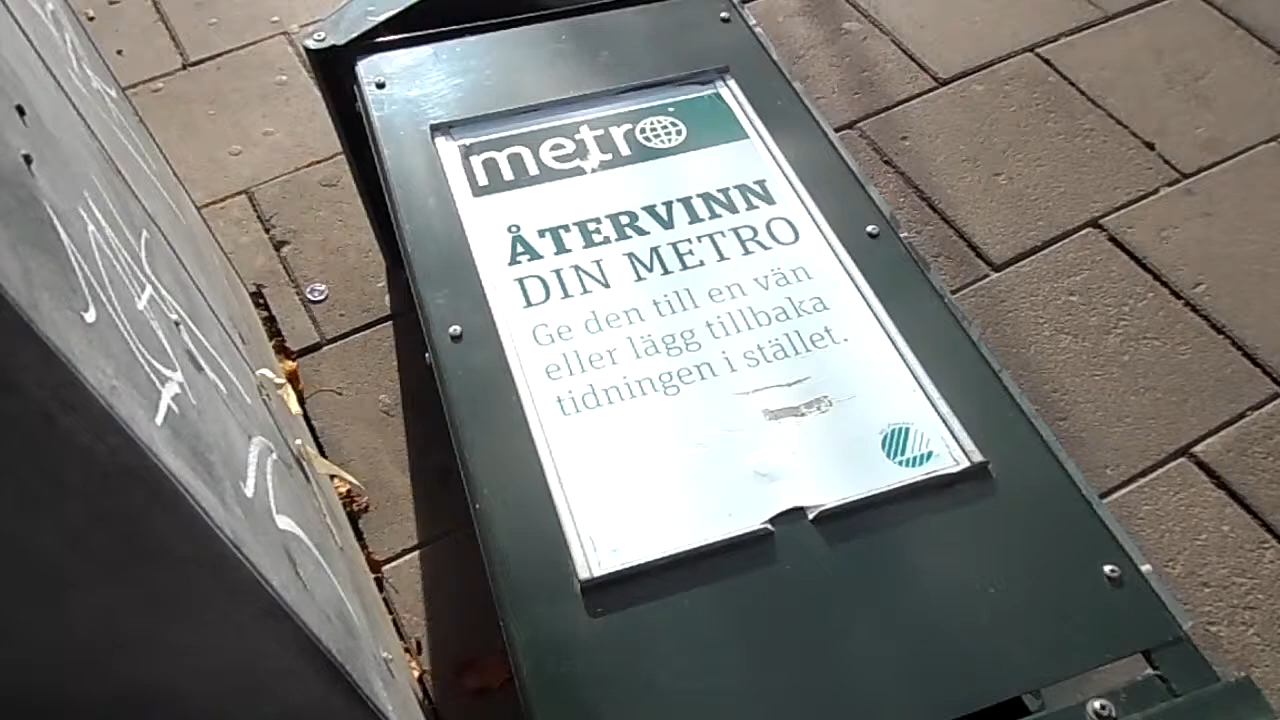 metro
ÅTERVINN
DIN METRO
Ge den till en vän
eller lägg tillbaka
tidningen i stället.